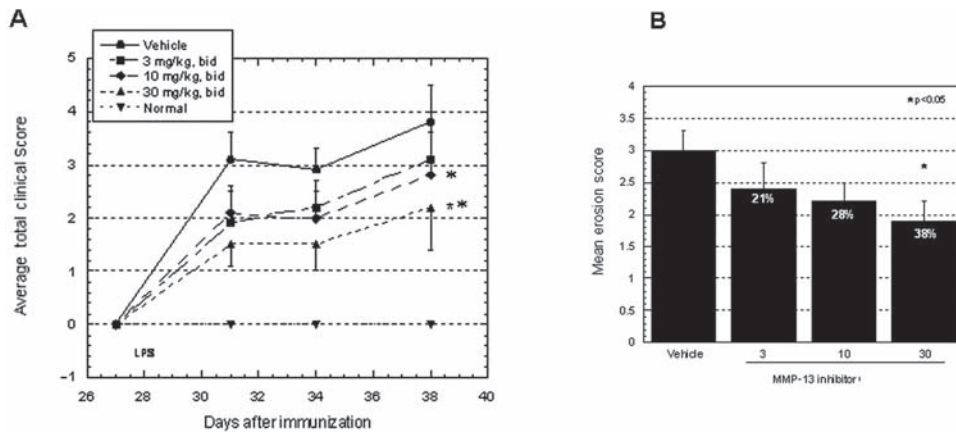 A
Vehicle
3 mg/kg, bid
10 mg/kg, bid
30 mg/kg, bid
Normal
Average total clinical score
5
4
3
2
1
0
−1
* 
**
LPS
26 28 30 32 34 36 38 40
Days after immunization
B
*p<0.05
Mean erosion score
4
3.5
3
2.5
2
1.5
1
0.5
0
21%
28%
*
38%
Vehicle 3 10 30
MMP-13 inhibitor